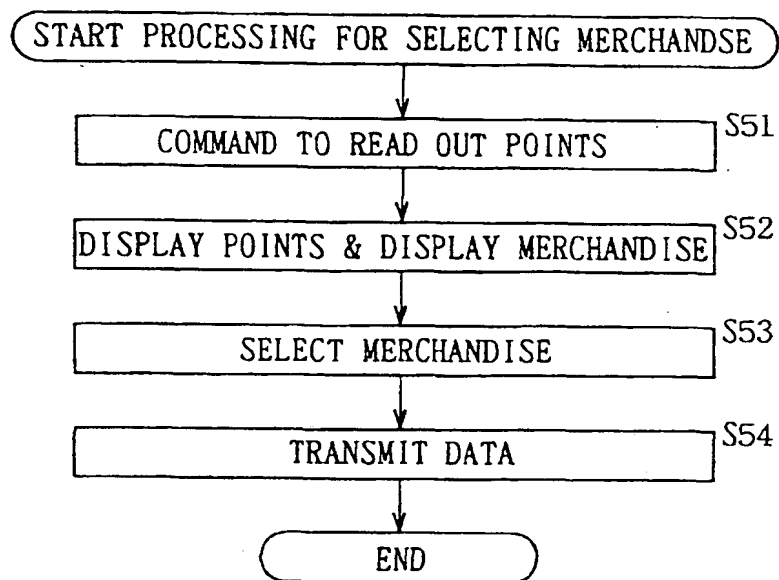 START PROCESSING FOR SELECTING MERCHANDSE
S51
COMMAND TO READ OUT POINTS
S52
DISPLAY POINTS & DISPLAY MERCHANDISE
S53
SELECT MERCHANDISE
S54
TRANSMIT DATA
END